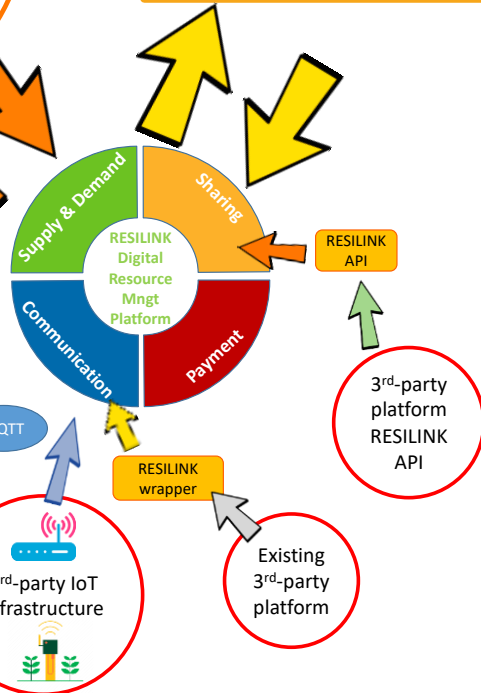 Supply & Demand
Sharing
RESILINK
Digital
Resource
Mngt
Platform
Communication
Payment
RESILINK
API
3rd-party
platform
RESILINK
API
QTT
RESILINK
wrapper
rd-party IoT
frastructure
Existing
3rd-party
platform